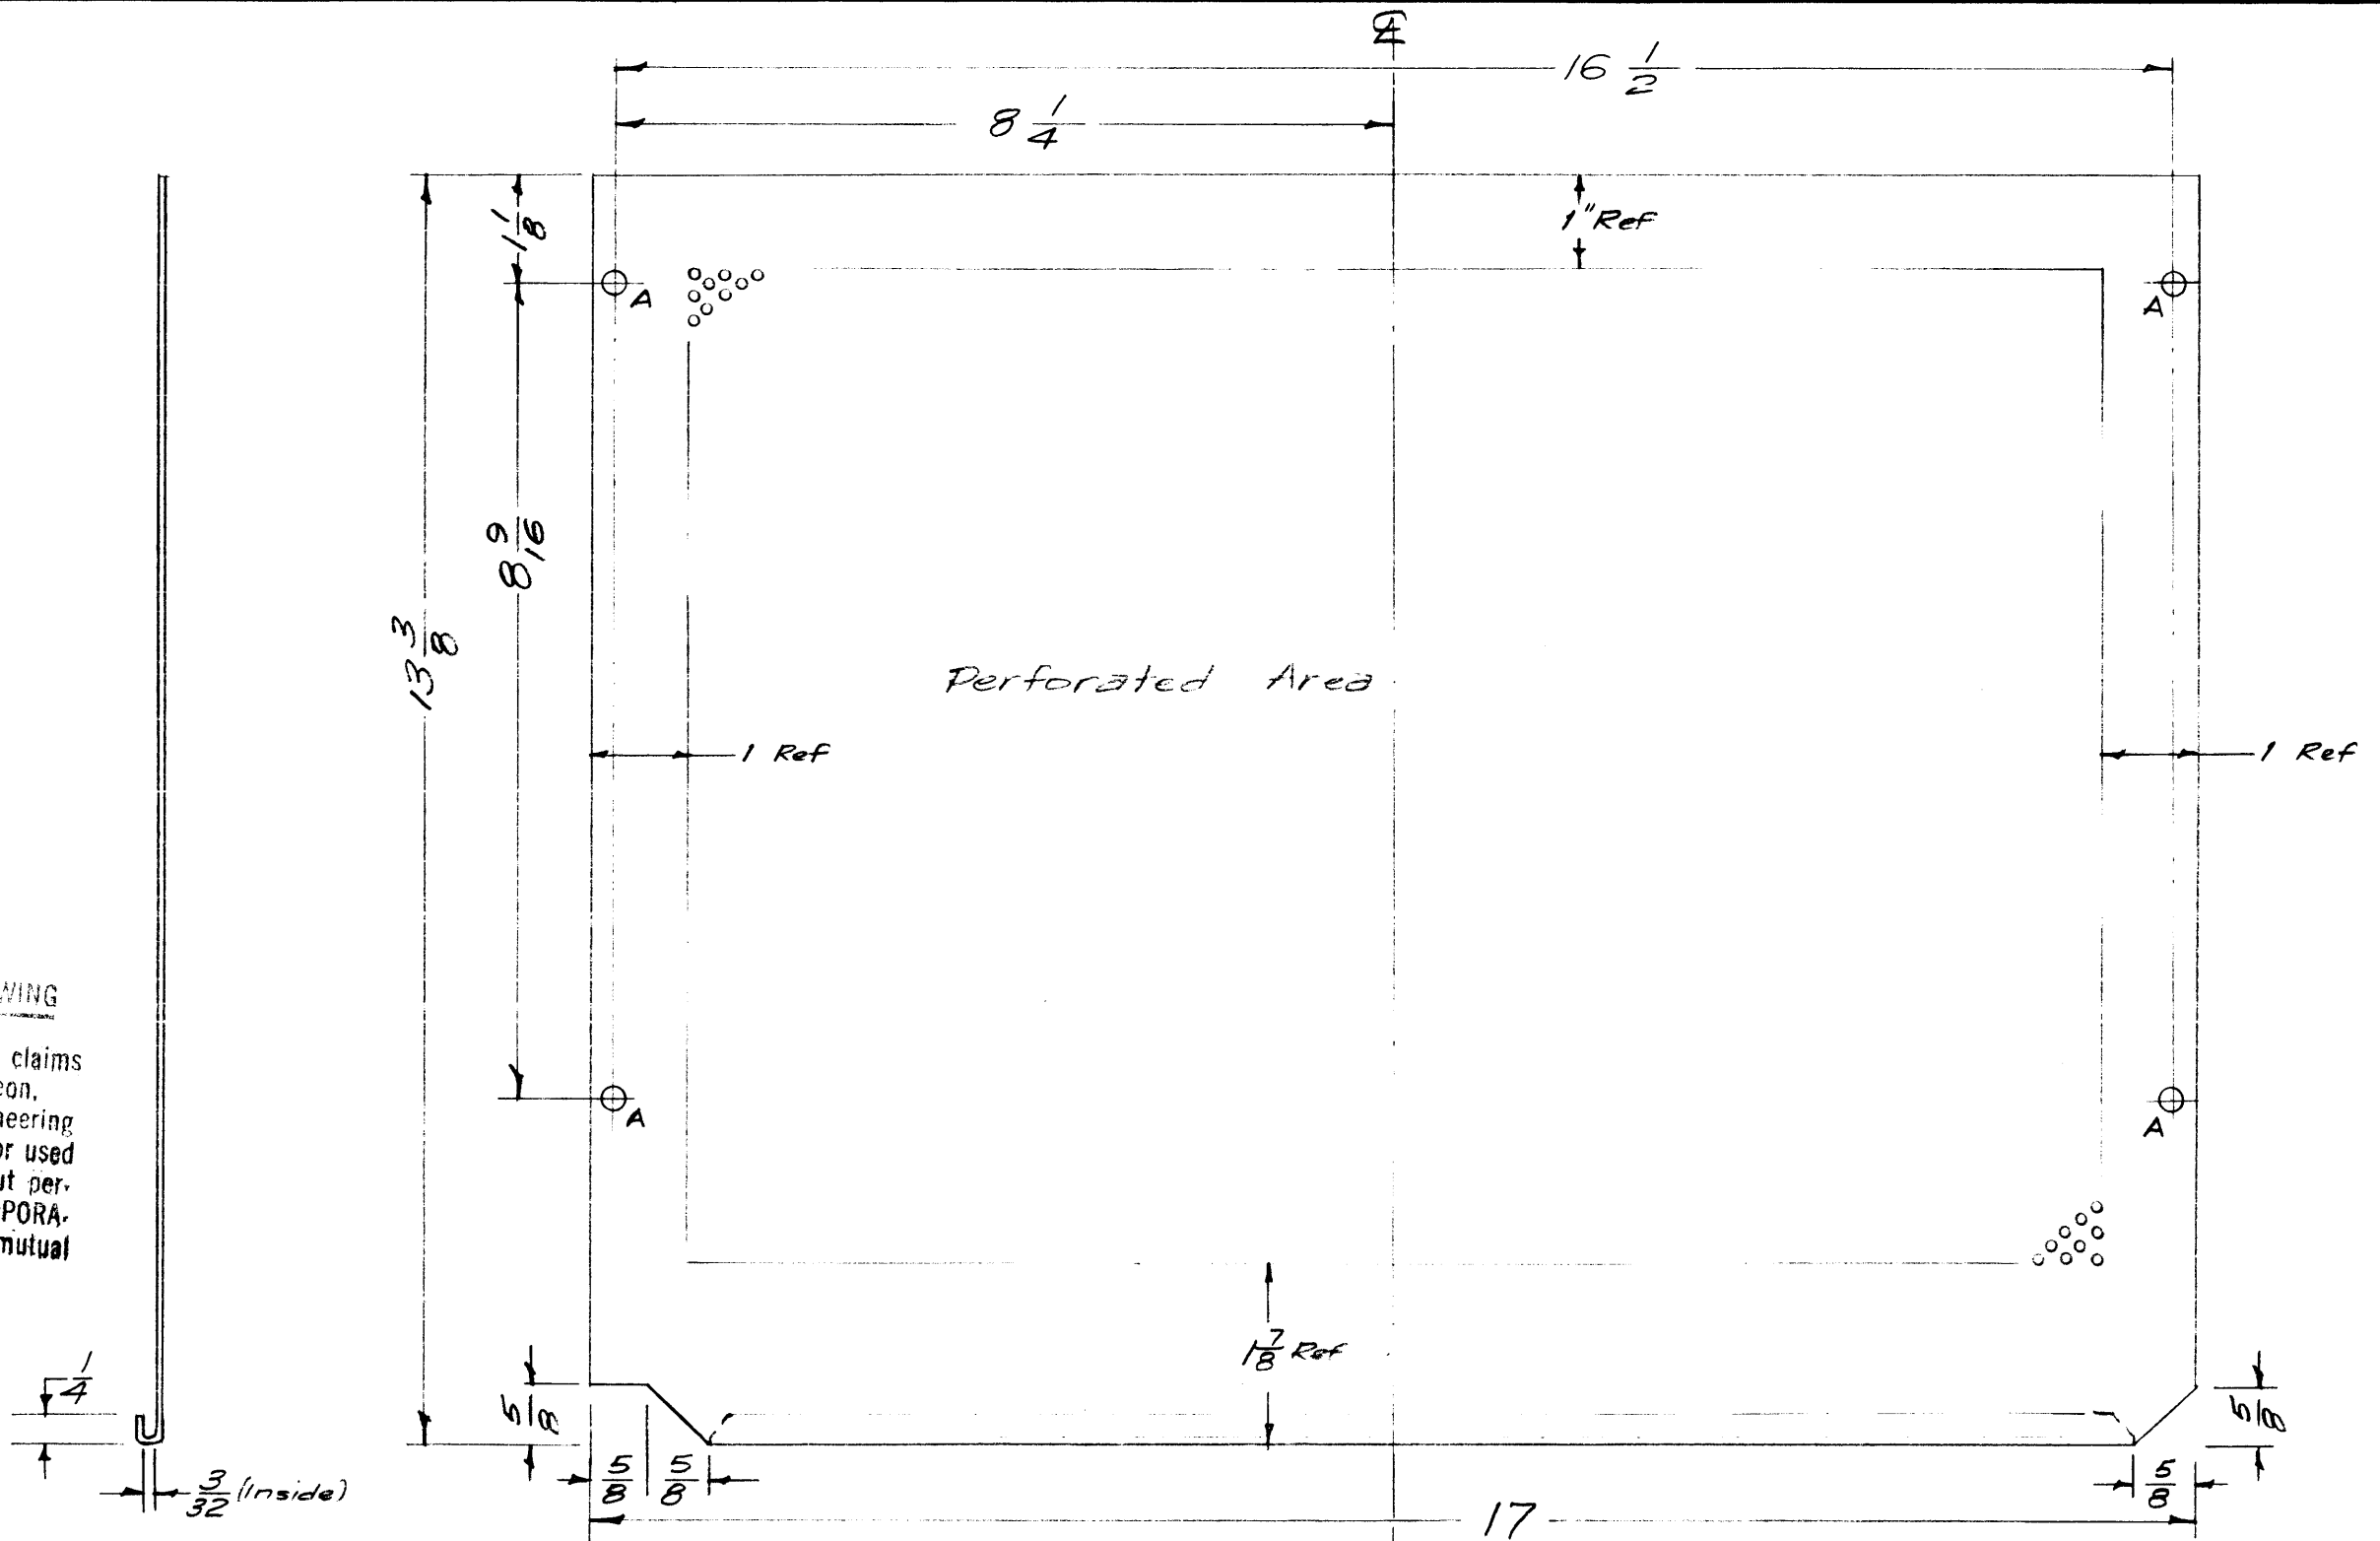 ℄
16 1/2
8 1/4
1 1/8
1" Ref
A
A
8 9/16
13 3/8
Perforated Area
1 Ref
1 Ref
WING
claims
eon,
neering
or used
ut per-
PORA-
mutual
A
A
1 7/8 Ref
1/4
5/8
5/8
3/32 (Inside)
5/8
5/8
5/8
17